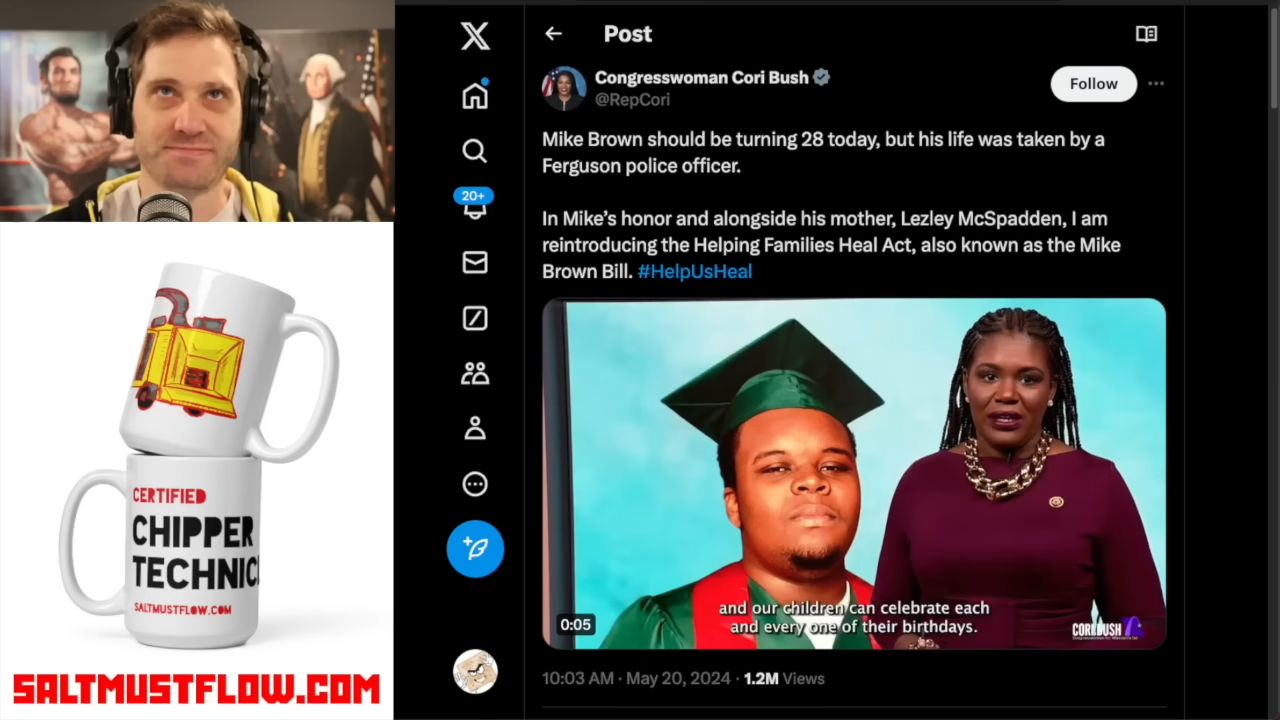 Post
Congresswoman Cori Bush
@RepCori
Follow
Mike Brown should be turning 28 today, but his life was taken by a
Ferguson police officer.
In Mike’s honor and alongside his mother, Lezley McSpadden, I am
reintroducing the Helping Families Heal Act, also known as the Mike
Brown Bill. #HelpUsHeal
20+
and our children can celebrate each
and every one of their birthdays.
0:05
CORI BUSH
10:03 AM · May 20, 2024 · 1.2M Views
CERTIFIED
CHIPPER
TECHNIC
SALTMUSTFLOW.COM
SALTMUSTFLOW.COM